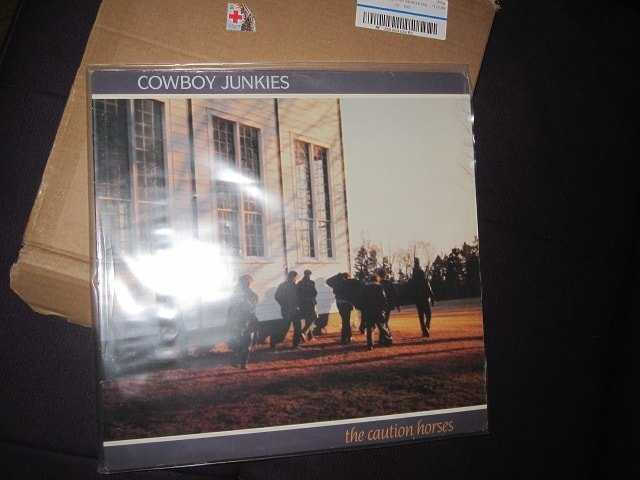 COWBOY JUNKIES
the caution horses